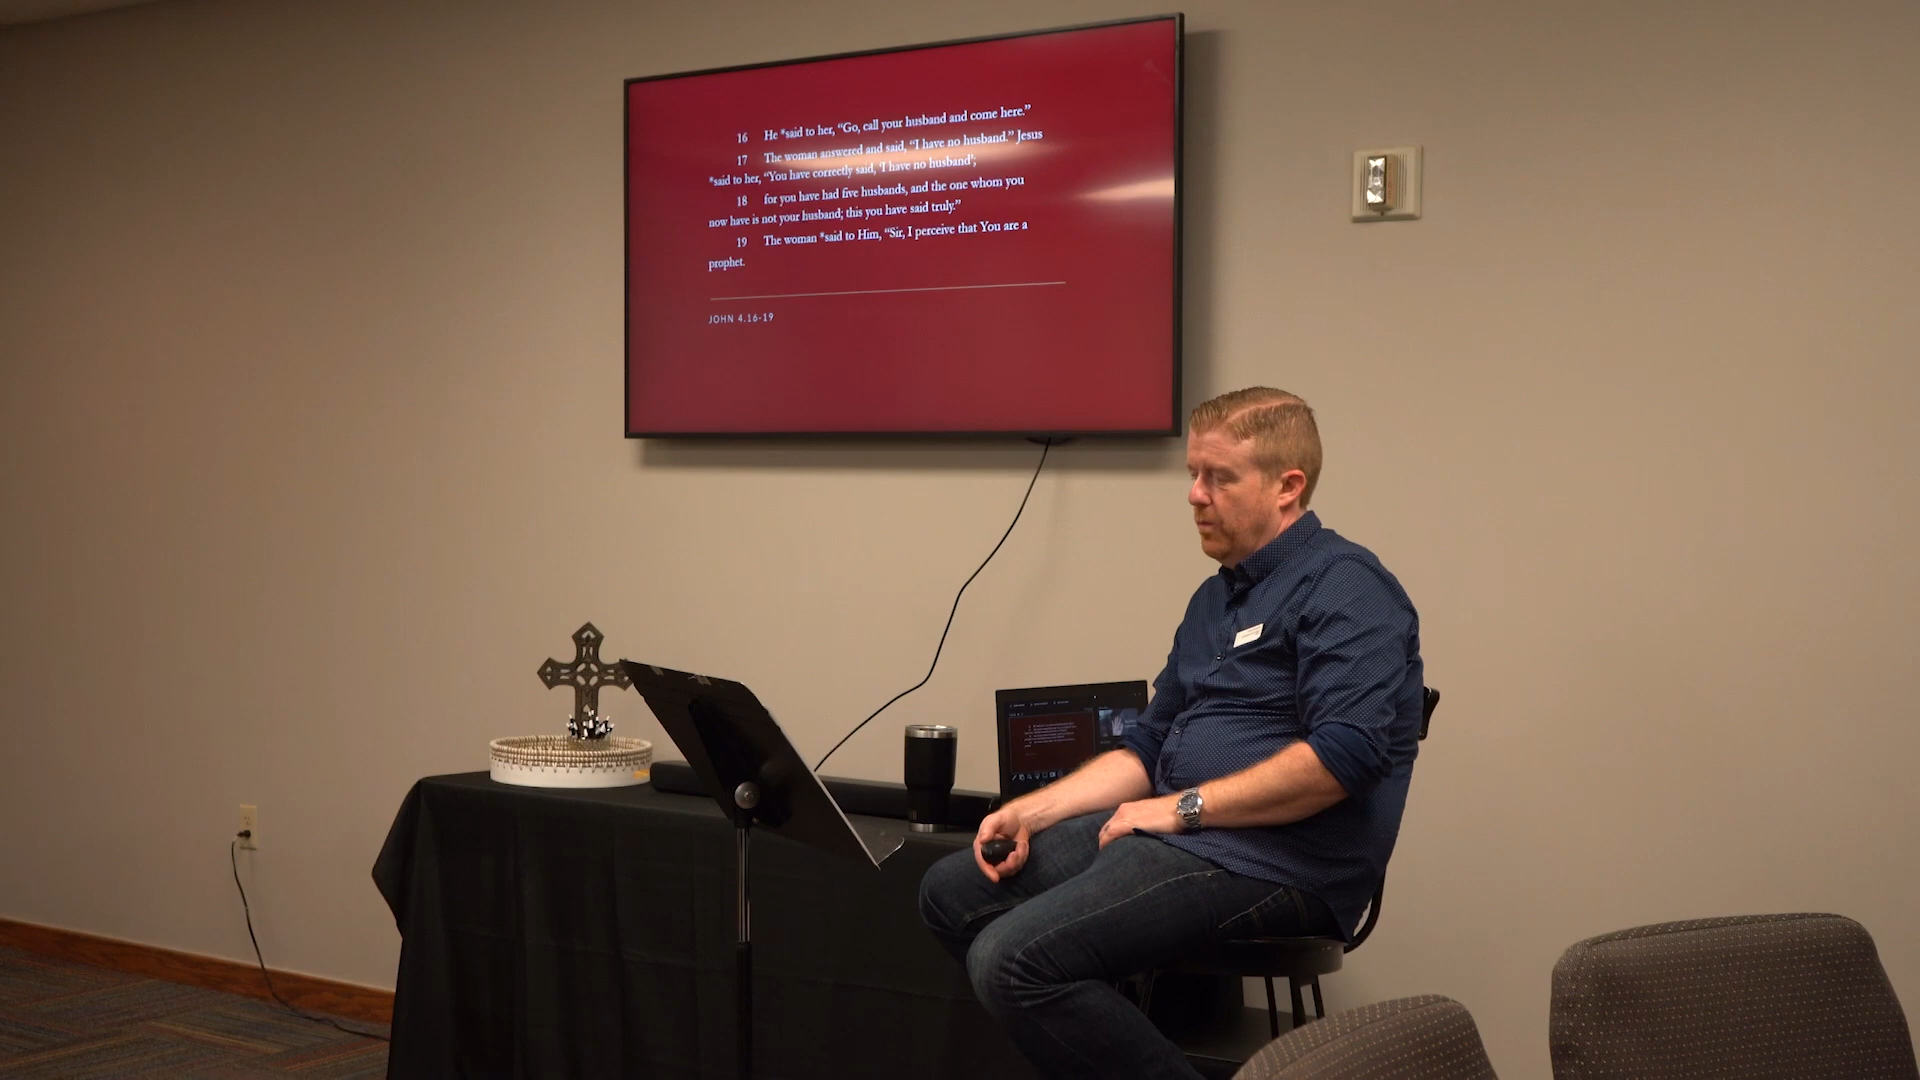 16 He *said to her, “Go, call your husband and come here.”
17 The woman answered and said, “I have no husband.” Jesus
*said to her, “You have correctly said, ‘I have no husband’;
18 for you have had five husbands, and the one whom you
now have is not your husband; this you have said truly.”
19 The woman *said to Him, “Sir, I perceive that You are a
prophet.
JOHN 4.16-19